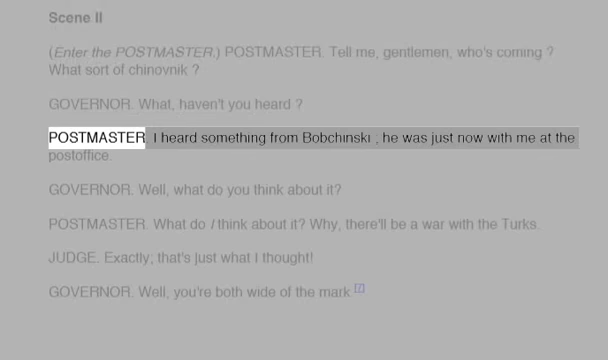 Scene II
(Enter the POSTMASTER.) POSTMASTER. Tell me, gentlemen, who's coming ?
What sort of chinovnik ?
GOVERNOR. What, haven't you heard ?
POSTMASTER. I heard something from Bobchinski ; he was just now with me at the
postoffice.
GOVERNOR. Well, what do you think about it?
POSTMASTER. What do I think about it? Why, there'll be a war with the Turks.
JUDGE. Exactly; that's just what I thought!
GOVERNOR. Well, you're both wide of the mark [7]